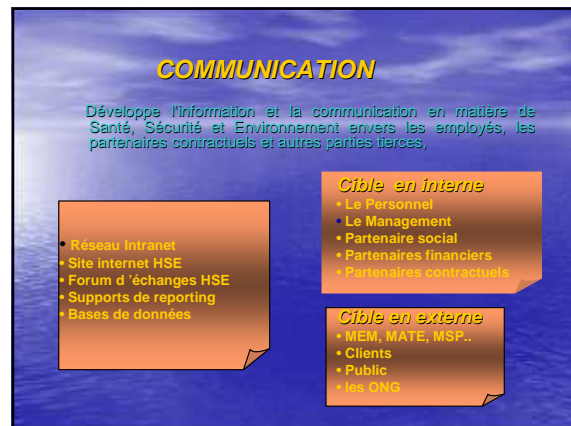 COMMUNICATION
Développe l'information et la communication en matière de
Santé, Sécurité et Environnement envers les employés, les
partenaires contractuels et autres parties tierces,
• Réseau Intranet
• Site internet HSE
• Forum d 'échanges HSE
• Supports de reporting
• Bases de données
Cible en interne
• Le Personnel
• Le Management
• Partenaire social
• Partenaires financiers
• Partenaires contractuels
Cible en externe
• MEM, MATE, MSP..
• Clients
• Public
• les ONG